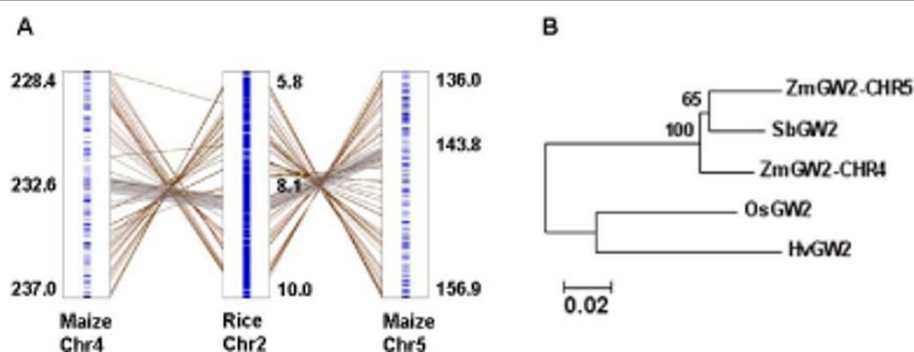 A
B
228.4
232.6
237.0
5.8
8.1
10.0
136.0
143.8
156.9
Maize
Chr4
Rice
Chr2
Maize
Chr5
65
100
ZmGW2-CHR5
SbGW2
ZmGW2-CHR4
OsGW2
HvGW2
0.02